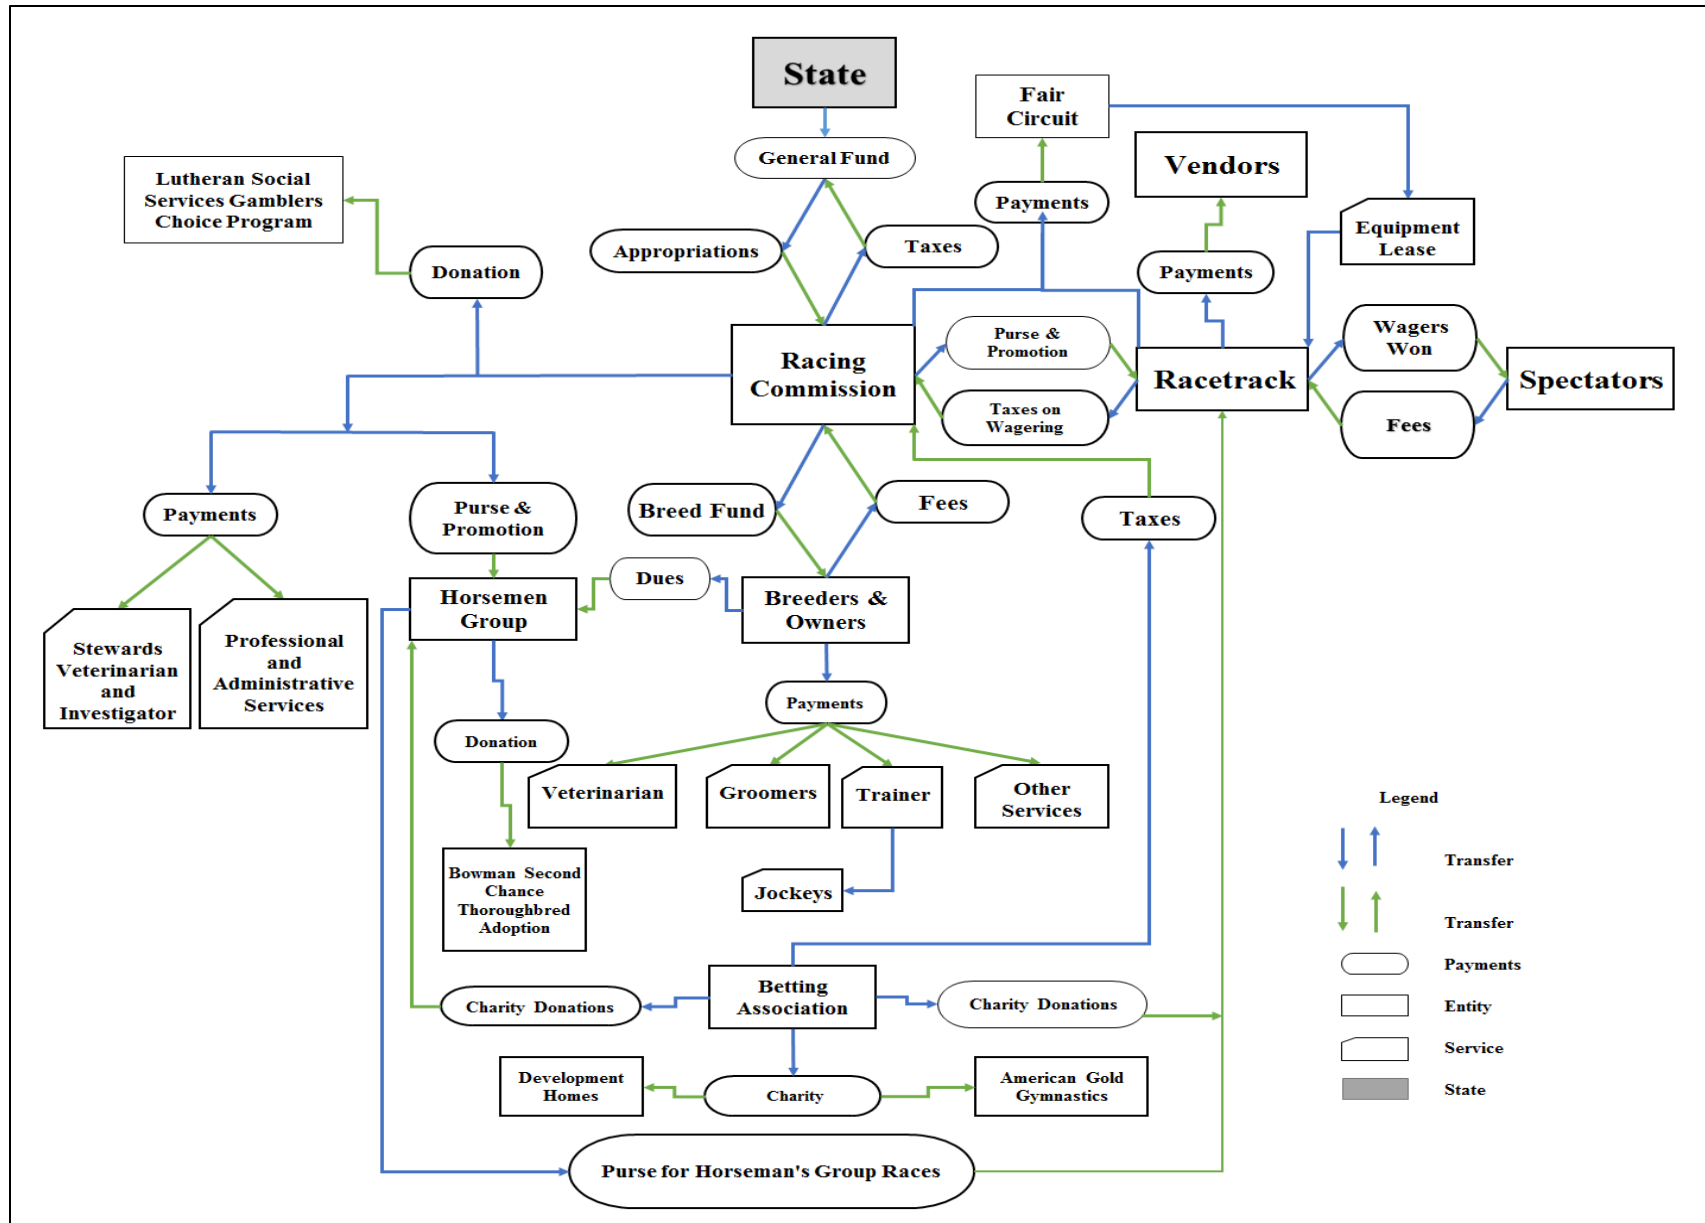 State
Fair
Circuit
General Fund
Vendors
Lutheran Social
Services Gamblers
Choice Program
Payments
Appropriations
Taxes
Equipment
Lease
Donation
Payments
Purse &
Promotion
Wagers
Won
Racing
Commission
Racetrack
Spectators
Taxes on
Wagering
Fees
Payments
Purse &
Promotion
Breed Fund
Fees
Taxes
Dues
Horsemen
Group
Breeders &
Owners
Stewards
Veterinarian
and
Investigator
Professional
and
Administrative
Services
Payments
Donation
Veterinarian
Groomers
Trainer
Other
Services
Legend
Transfer
Transfer
Payments
Entity
Service
State
Bowman Second
Chance
Thoroughbred
Adoption
Jockeys
Betting
Association
Charity Donations
Charity Donations
Development
Homes
Charity
American Gold
Gymnastics
Purse for Horseman's Group Races